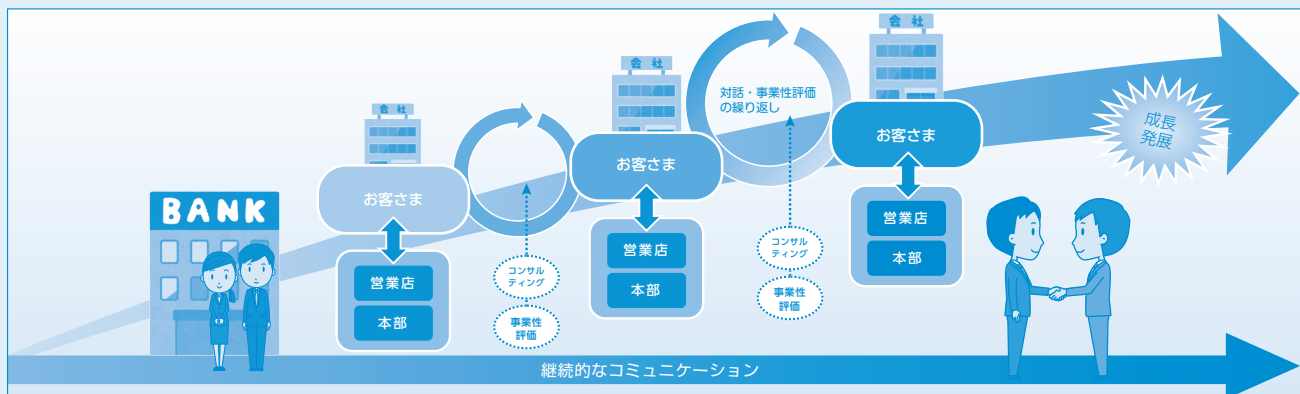 会社
お客さま
営業店
本部
BANK
コンサル
ティング
事業性
評価
会社
お客さま
営業店
本部
対話・事業性評価
の繰り返し
コンサル
ティング
事業性
評価
会社
お客さま
営業店
本部
成長
発展
継続的なコミュニケーション